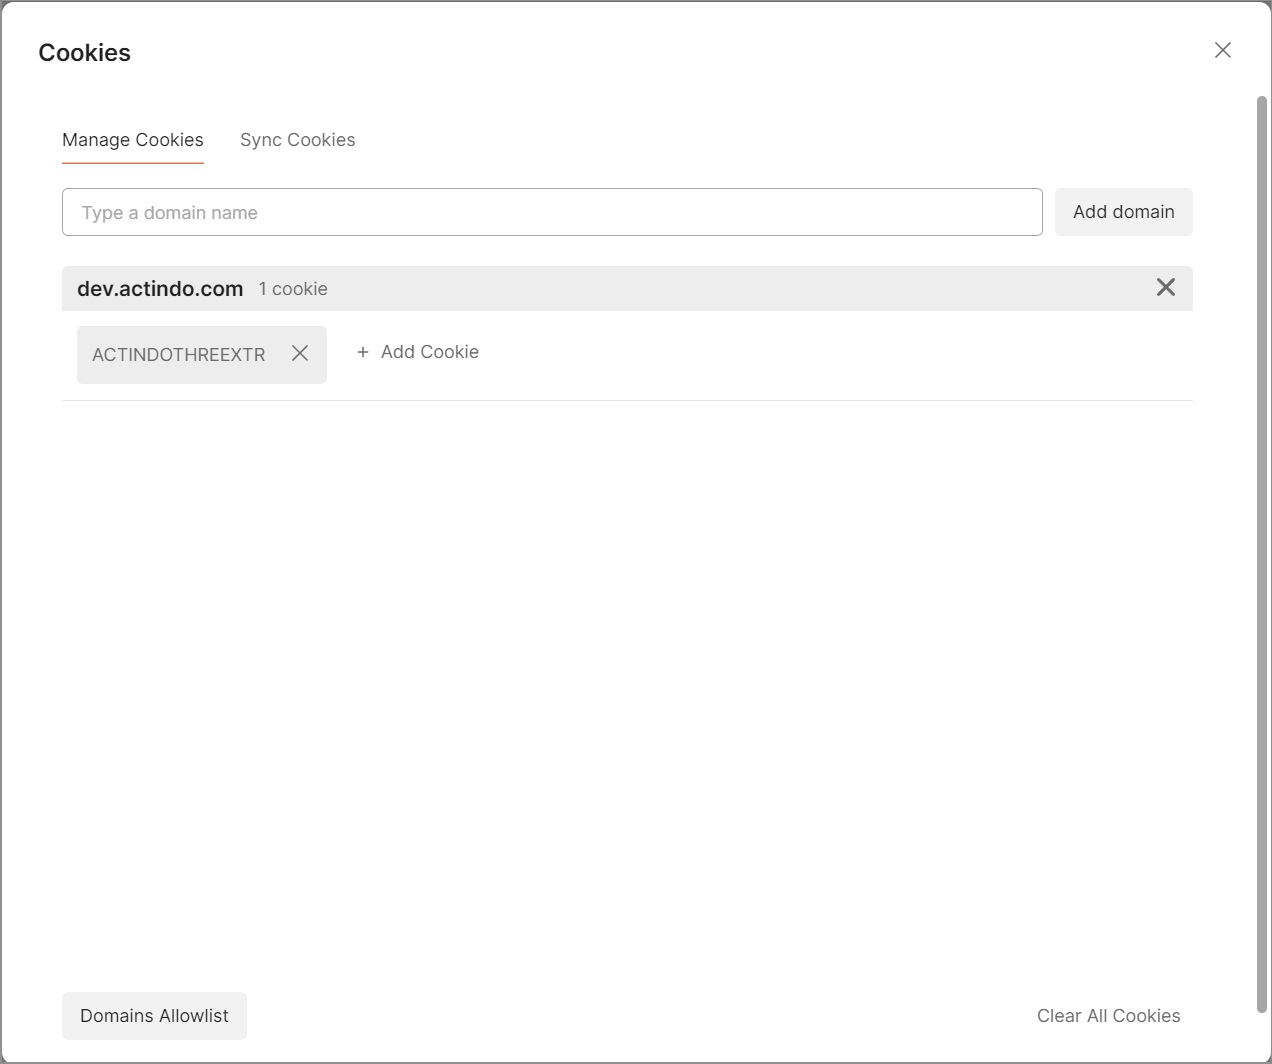 Cookies
Manage Cookies Sync Cookies
Type a domain name Add domain
dev.actindo.com 1 cookie
ACTINDOTHREEXTR + Add Cookie
Domains Allowlist Clear All Cookies